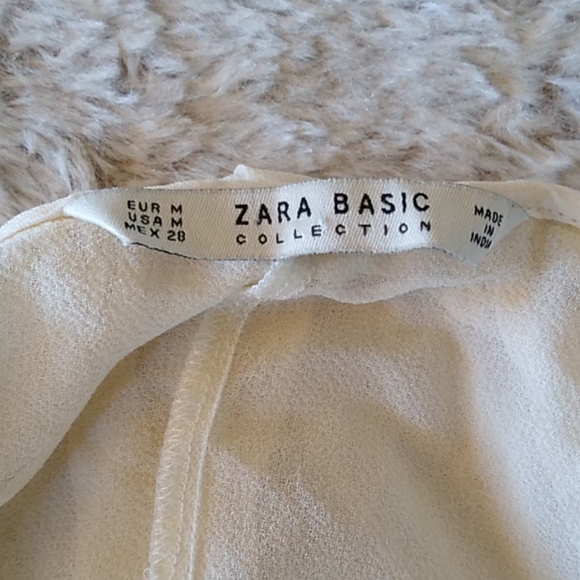 EUR M
USA M
MEX 28
ZARA BASIC
COLLECTION
MADE
IN
INDIA